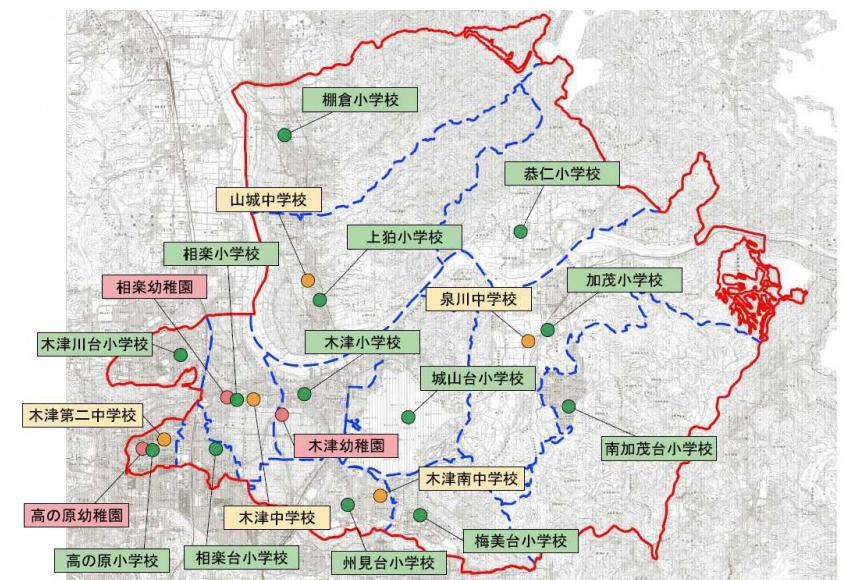 棚倉小学校
恭仁小学校
山城中学校
上狛小学校
相楽小学校
加茂小学校
相楽幼稚園
泉川中学校
木津川台小学校
木津小学校
城山台小学校
木津第二中学校
木津幼稚園
南加茂台小学校
木津南中学校
高の原幼稚園
木津中学校
梅美台小学校
高の原小学校
相楽台小学校
州見台小学校